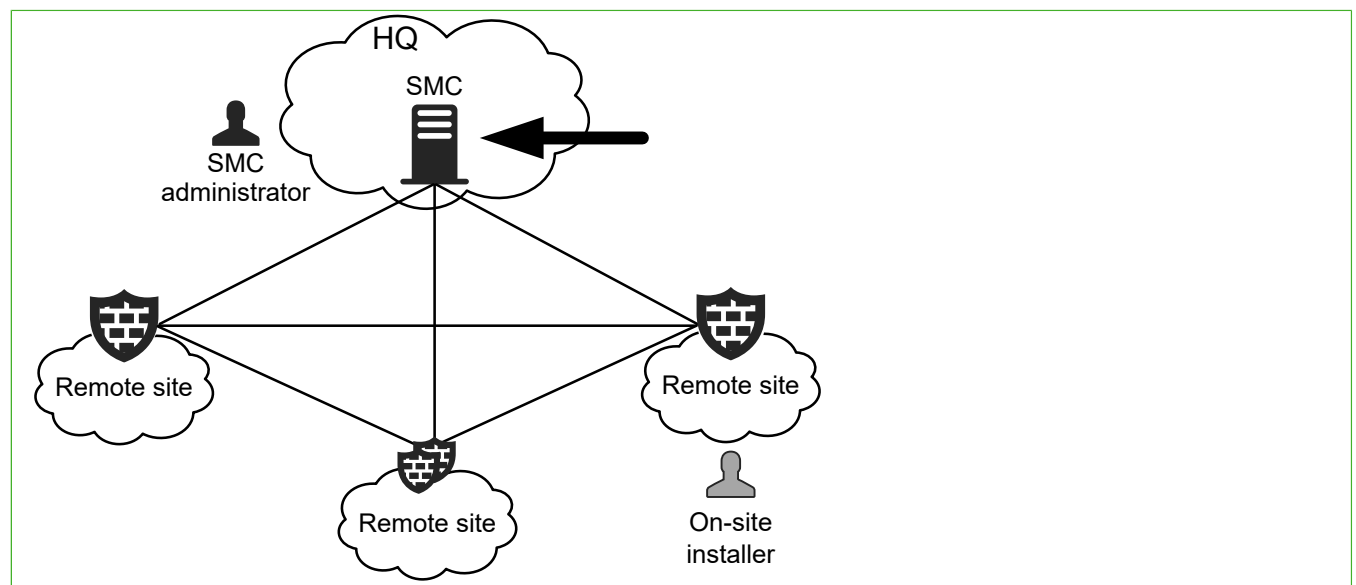 HQ
SMC
SMC
administrator
Remote site
Remote site
Remote site
On-site
installer